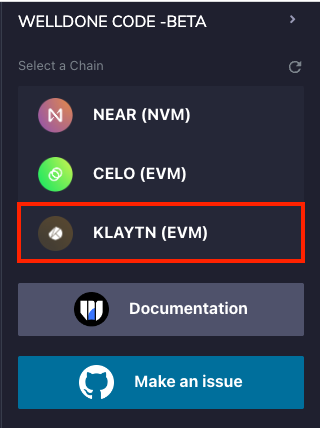 WELLDONE CODE -BETA
Select a Chain
NEAR (NVM)
CELO (EVM)
KLAYTN (EVM)
Documentation
Make an issue